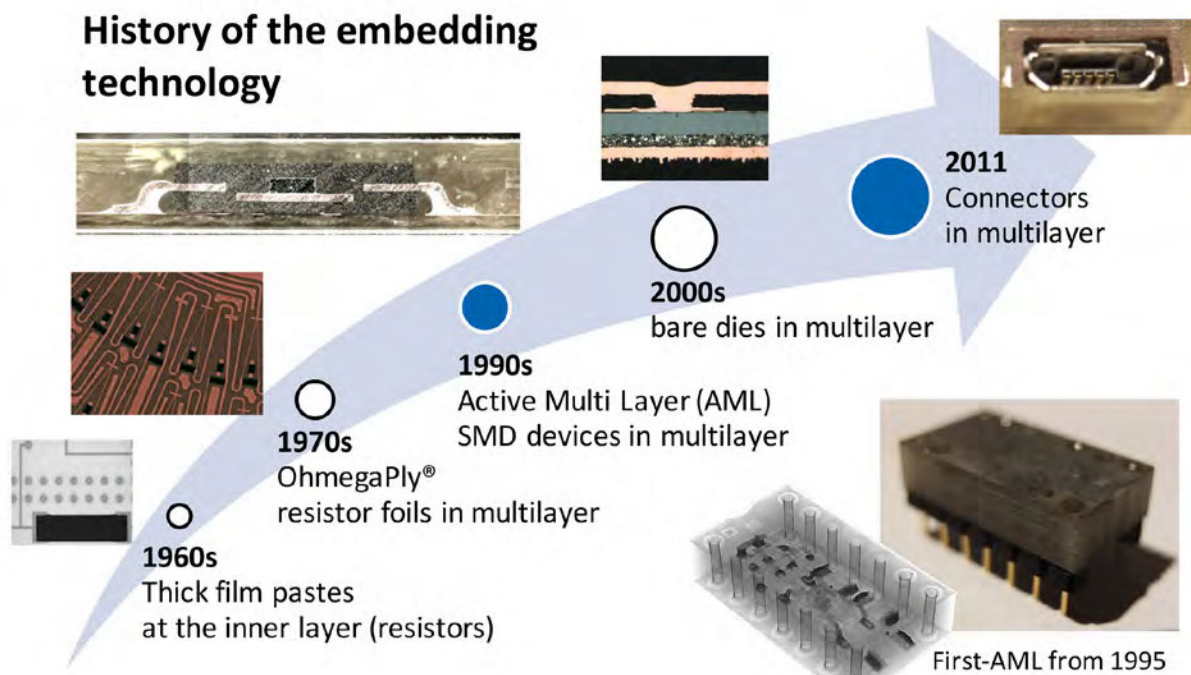 History of the embedding
technology
2011
Connectors
in multilayer
2000s
bare dies in multilayer
1990s
Active Multi Layer (AML)
SMD devices in multilayer
1970s
OhmegaPly®
resistor foils in multilayer
1960s
Thick film pastes
at the inner layer (resistors)
First-AML from 1995